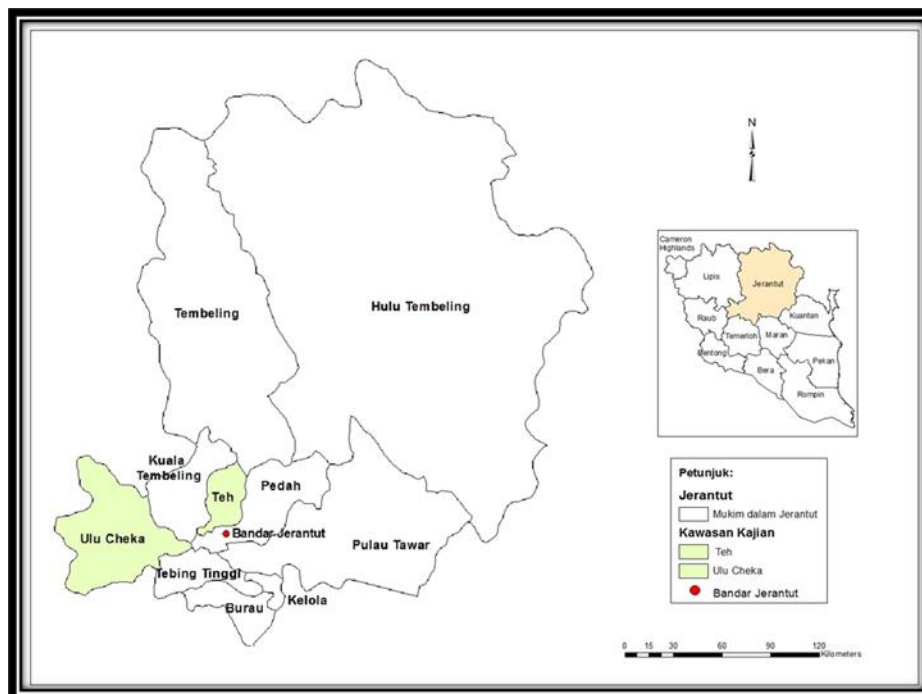 N
Tembeling
Hulu Tembeling
Kuala
Tembeling
Teh
Pedah
Ulu Cheka
Bandar Jerantut
Pulau Tawar
Tebing Tinggi
Kelola
Burau
Cameron
Highlands
Lipis
Jerantut
Raub
Kuantan
Temerloh
Maran
Bentong
Pekan
Bera
Rompin
Petunjuk:
Jerantut
Mukim dalam Jerantut
Kawasan Kajian
Teh
Ulu Cheka
Bandar Jerantut
0 15 30 60 90 120
Kilometers